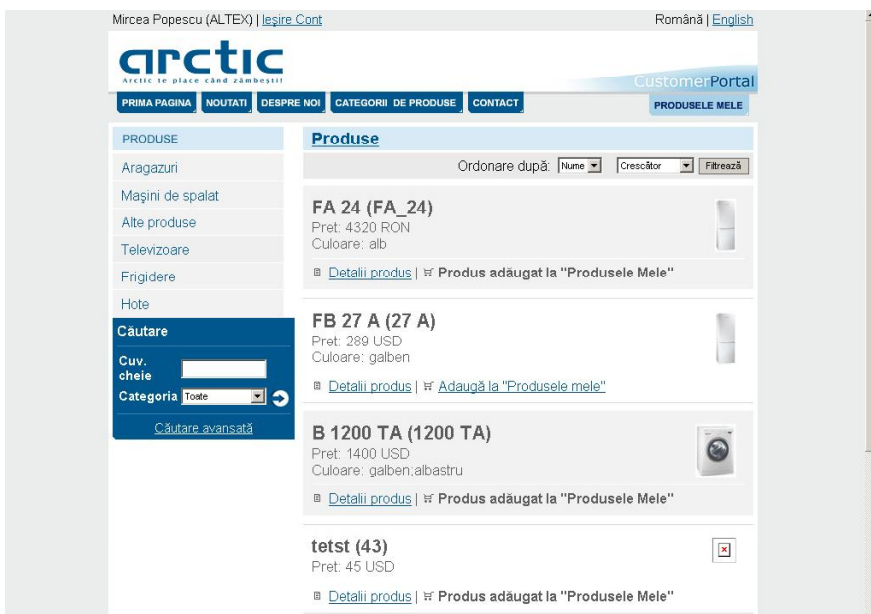 Mircea Popescu (ALTEX) | Ieşire Cont
Română | English
arctic
Arctic te place când zâmbeşti!
CustomerPortal
PRIMA PAGINA NOUTATI DESPRE NOI CATEGORII DE PRODUSE CONTACT
PRODUSELE MELE
PRODUSE
Aragazuri
Maşini de spalat
Alte produse
Televizoare
Frigidere
Hote
Căutare
Cuv. cheie
Categoria Toate
Căutare avansată
Produse
Ordonare după: Nume Crescător Filtrează
FA 24 (FA_24)
Pret: 4320 RON
Culoare: alb
Detalii produs | Produs adăugat la "Produsele Mele"
FB 27 A (27 A)
Pret: 289 USD
Culoare: galben
Detalii produs | Adaugă la "Produsele mele"
B 1200 TA (1200 TA)
Pret: 1400 USD
Culoare: galben,albastru
Detalii produs | Produs adăugat la "Produsele Mele"
tetst (43)
Pret: 45 USD
Detalii produs | Produs adăugat la "Produsele Mele"